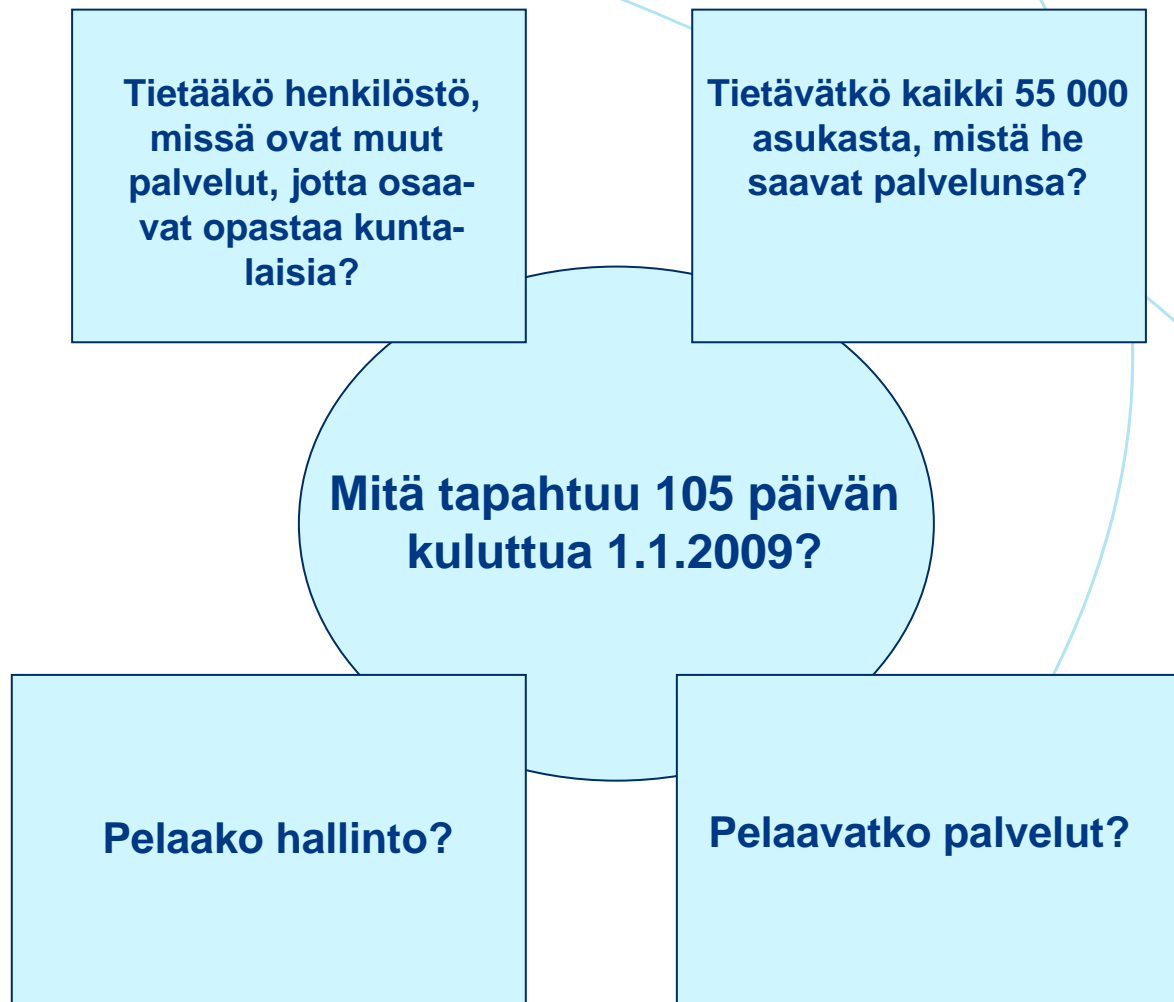 Tietääkö henkilöstö,
missä ovat muut
palvelut, jotta osaa-
vat opastaa kunta-
laisia?
Tietävätkö kaikki 55 000
asukasta, mistä he
saavat palvelunsa?
Mitä tapahtuu 105 päivän
kuluttua 1.1.2009?
Pelaako hallinto?
Pelaavatko palvelut?